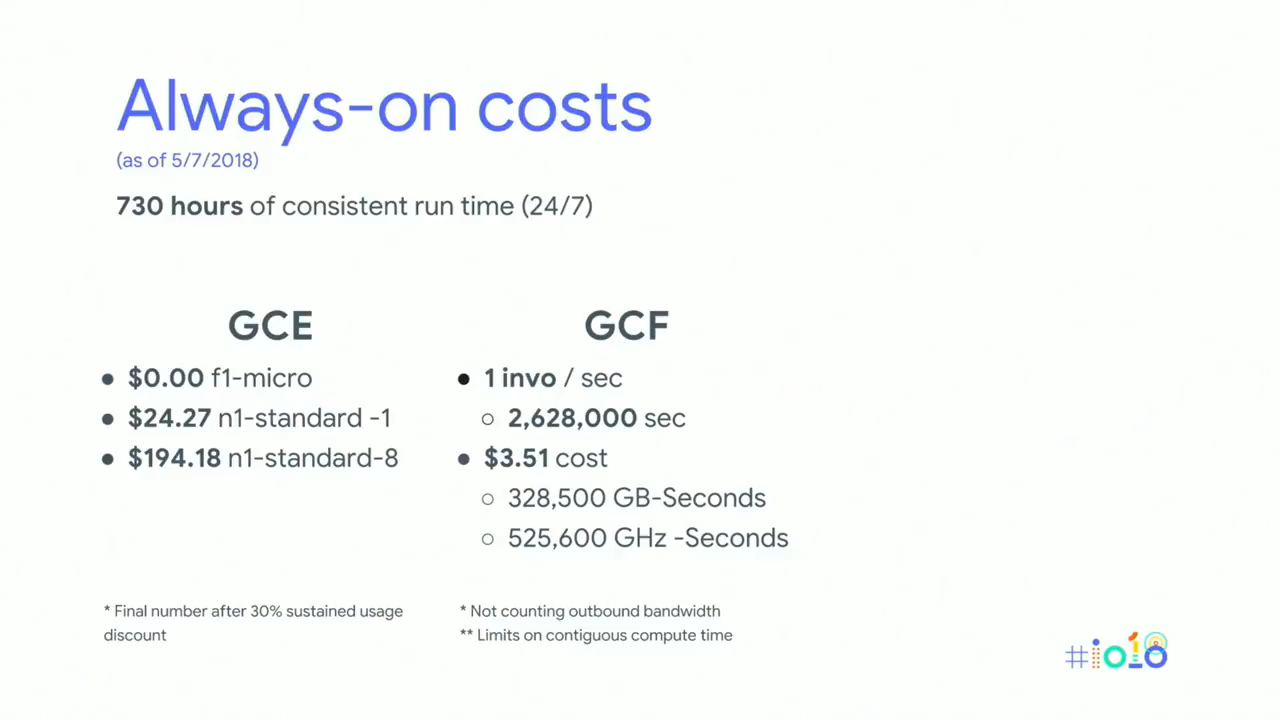 Always-on costs
(as of 5/7/2018)
730 hours of consistent run time (24/7)
GCE
● $0.00 f1-micro
● $24.27 n1-standard -1
● $194.18 n1-standard-8
* Final number after 30% sustained usage
discount
GCF
● 1 invo / sec
○ 2,628,000 sec
● $3.51 cost
○ 328,500 GB-Seconds
○ 525,600 GHz -Seconds
* Not counting outbound bandwidth
** Limits on contiguous compute time
#io18